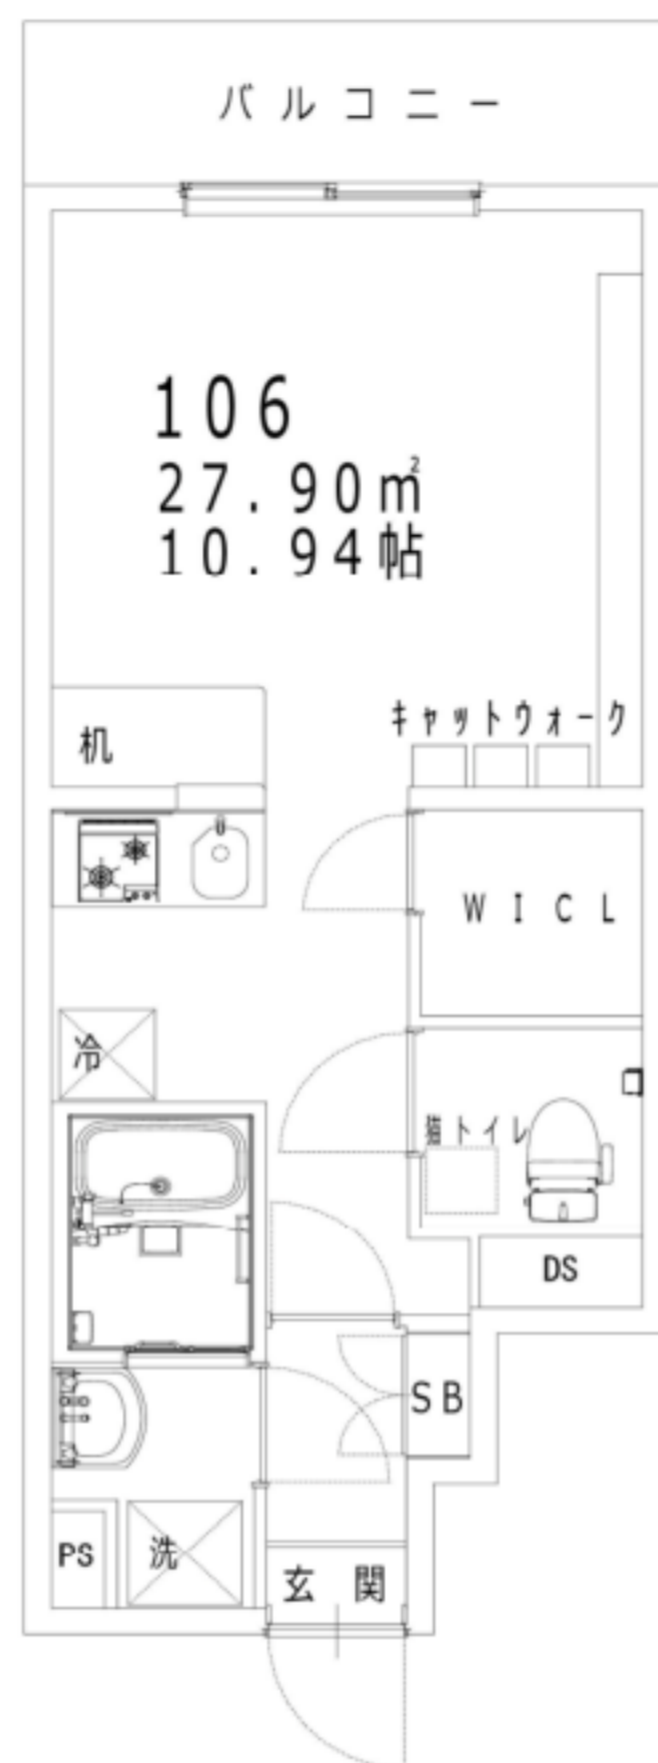 バルコニー
106
27.90㎡
10.94帖
キャットウォーク
机
WICL
冷
猫トイレ
DS
SB
PS
洗
玄関